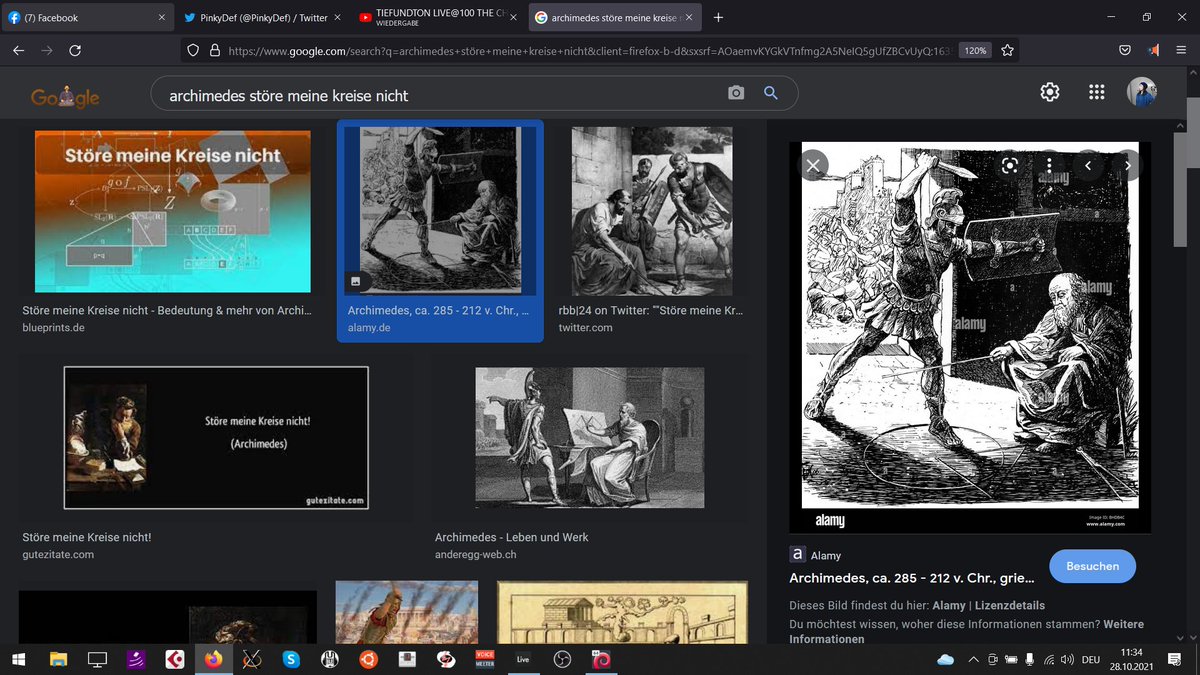 (7) Facebook
PinkyDef (@PinkyDef) / Twitter
TIEFUNDTON LIVE@100 THE CH
WIEDERGABE
archimedes störe meine kreise n
https://www.google.com/search?q=archimedes+störe+meine+kreise+nicht&client=firefox-b-d&sxsrf=AOaemvKYGkVTnfmg2A5NeIQ5gUfZBCvUyQ:163
120%
Google
archimedes störe meine kreise nicht
Störe meine Kreise nicht
Störe meine Kreise nicht - Bedeutung & mehr von Archi...
blueprints.de
Archimedes, ca. 285 - 212 v. Chr., ...
alamy.de
rbb|24 on Twitter: ""Störe meine Kr...
twitter.com
Störe meine Kreise nicht!
(Archimedes)
gutezitate.com
Störe meine Kreise nicht!
gutezitate.com
Archimedes - Leben und Werk
anderegg-web.ch
alamy
alamy
alamy
alamy
alamy
www.alamy.com
a Alamy
Archimedes, ca. 285 - 212 v. Chr., grie...
Besuchen
Dieses Bild findest du hier: Alamy | Lizenzdetails
Du möchtest wissen, woher diese Informationen stammen? Weitere
Informationen
VOICE
MEETER
Live
DEU
11:34
28.10.2021